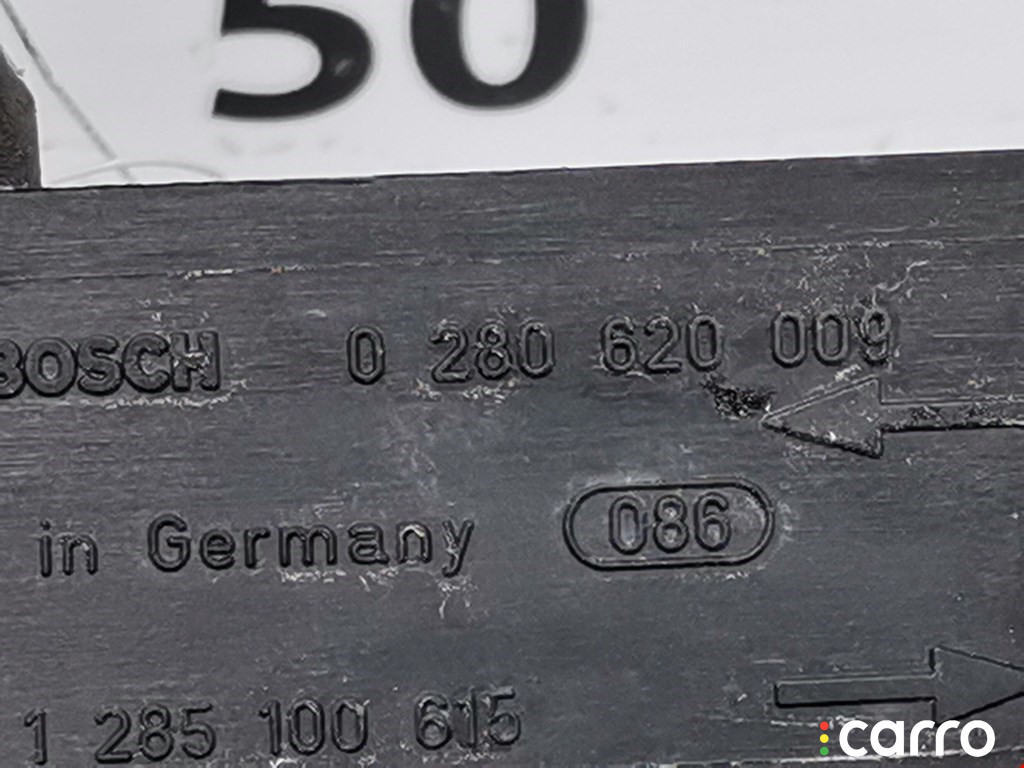 50
BOSCH 0 280 620 009
in Germany 086
1 285 100 615
carro